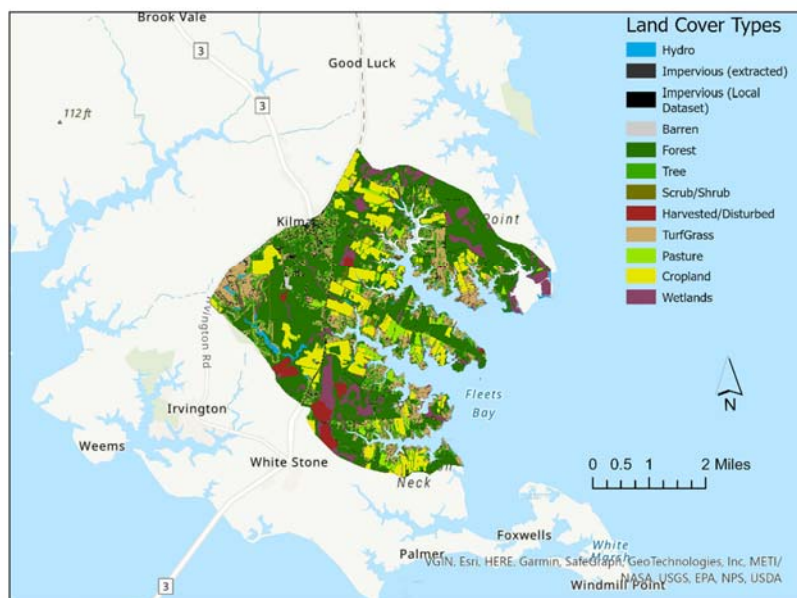 Brook Vale
3
Good Luck
3
112 ft
Point
Irvington Rd
Irvington
Weems
White Stone
Fleets
Bay
Neck
Palmer
Foxwells
White
Marsh
Windmill Point
3
Land Cover Types
Hydro
Impervious (extracted)
Impervious (Local
Dataset)
Barren
Forest
Tree
Scrub/Shrub
Harvested/Disturbed
TurfGrass
Pasture
Cropland
Wetlands
N
0 0.5 1 2 Miles
VGIN, Esri, HERE, Garmin, SafeGraph, GeoTechnologies, Inc, METI/
NASA, USGS, EPA, NPS, USDA